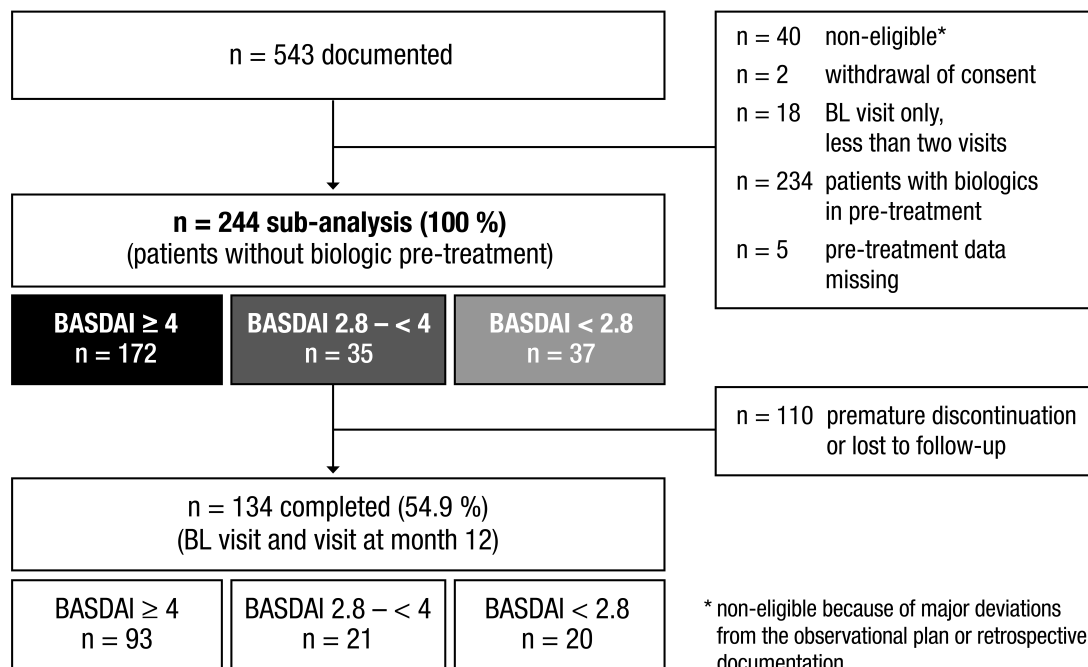 n = 543 documented
n = 40 non-eligible*
n = 2 withdrawal of consent
n = 18 BL visit only,
less than two visits
n = 234 patients with biologics
in pre-treatment
n = 5 pre-treatment data
missing
n = 244 sub-analysis (100 %)
(patients without biologic pre-treatment)
BASDAI ≥ 4
n = 172
BASDAI 2.8 – < 4
n = 35
BASDAI < 2.8
n = 37
n = 110 premature discontinuation
or lost to follow-up
n = 134 completed (54.9 %)
(BL visit and visit at month 12)
BASDAI ≥ 4
n = 93
BASDAI 2.8 – < 4
n = 21
BASDAI < 2.8
n = 20
* non-eligible because of major deviations
from the observational plan or retrospective
documentation